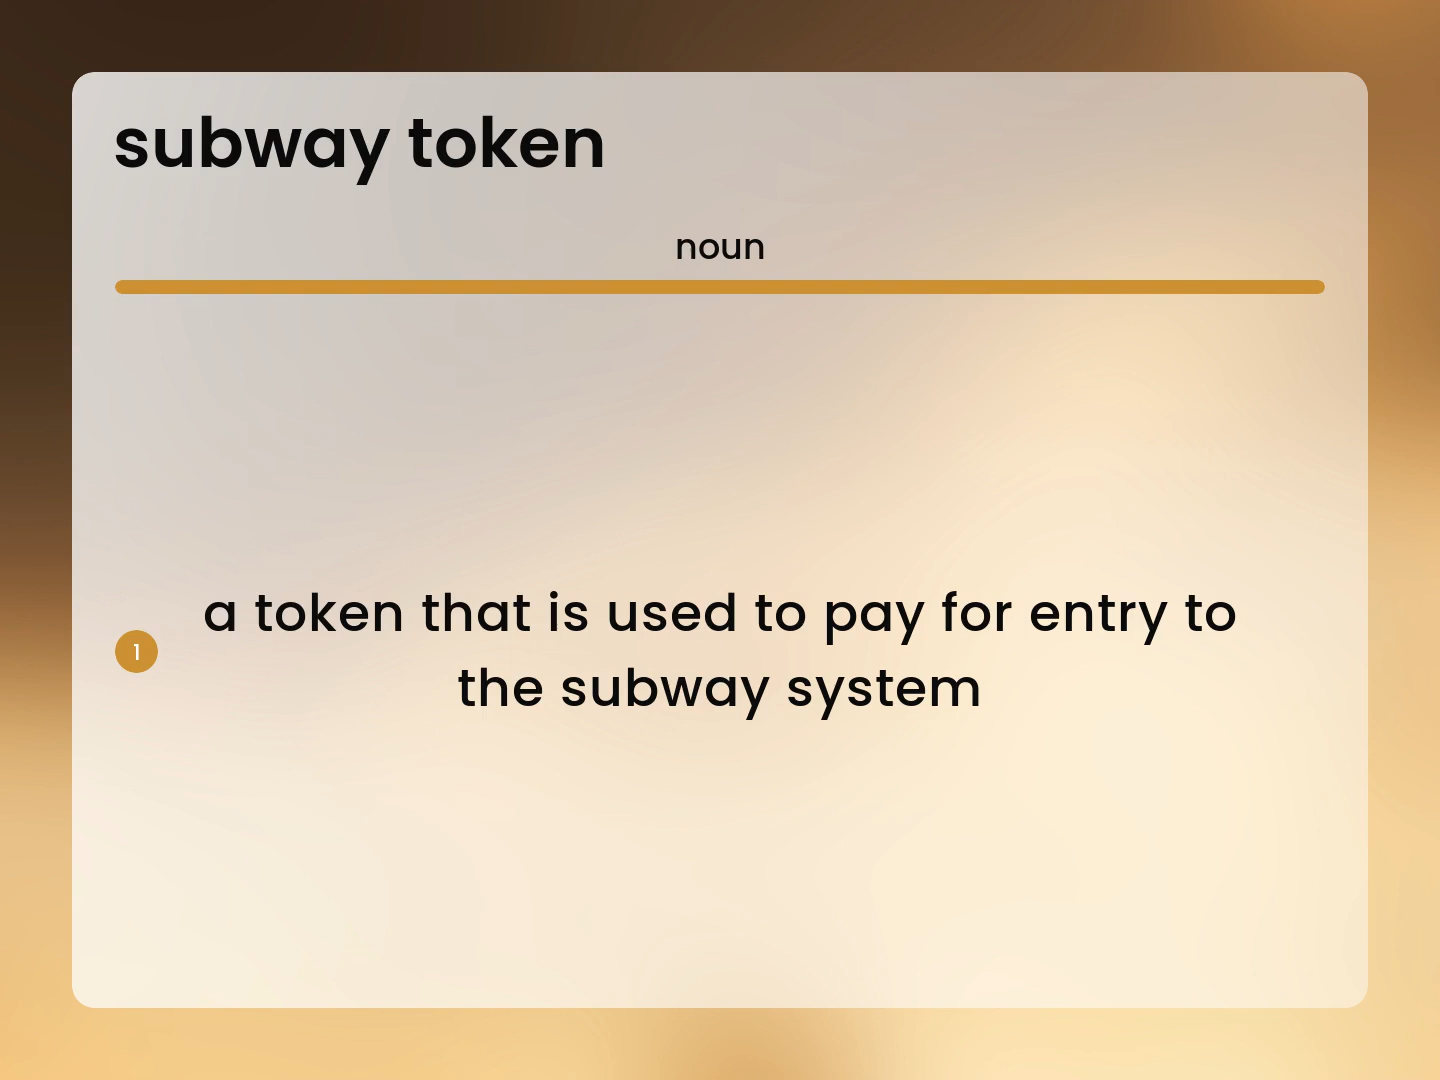 subway token
noun
1
a token that is used to pay for entry to
the subway system